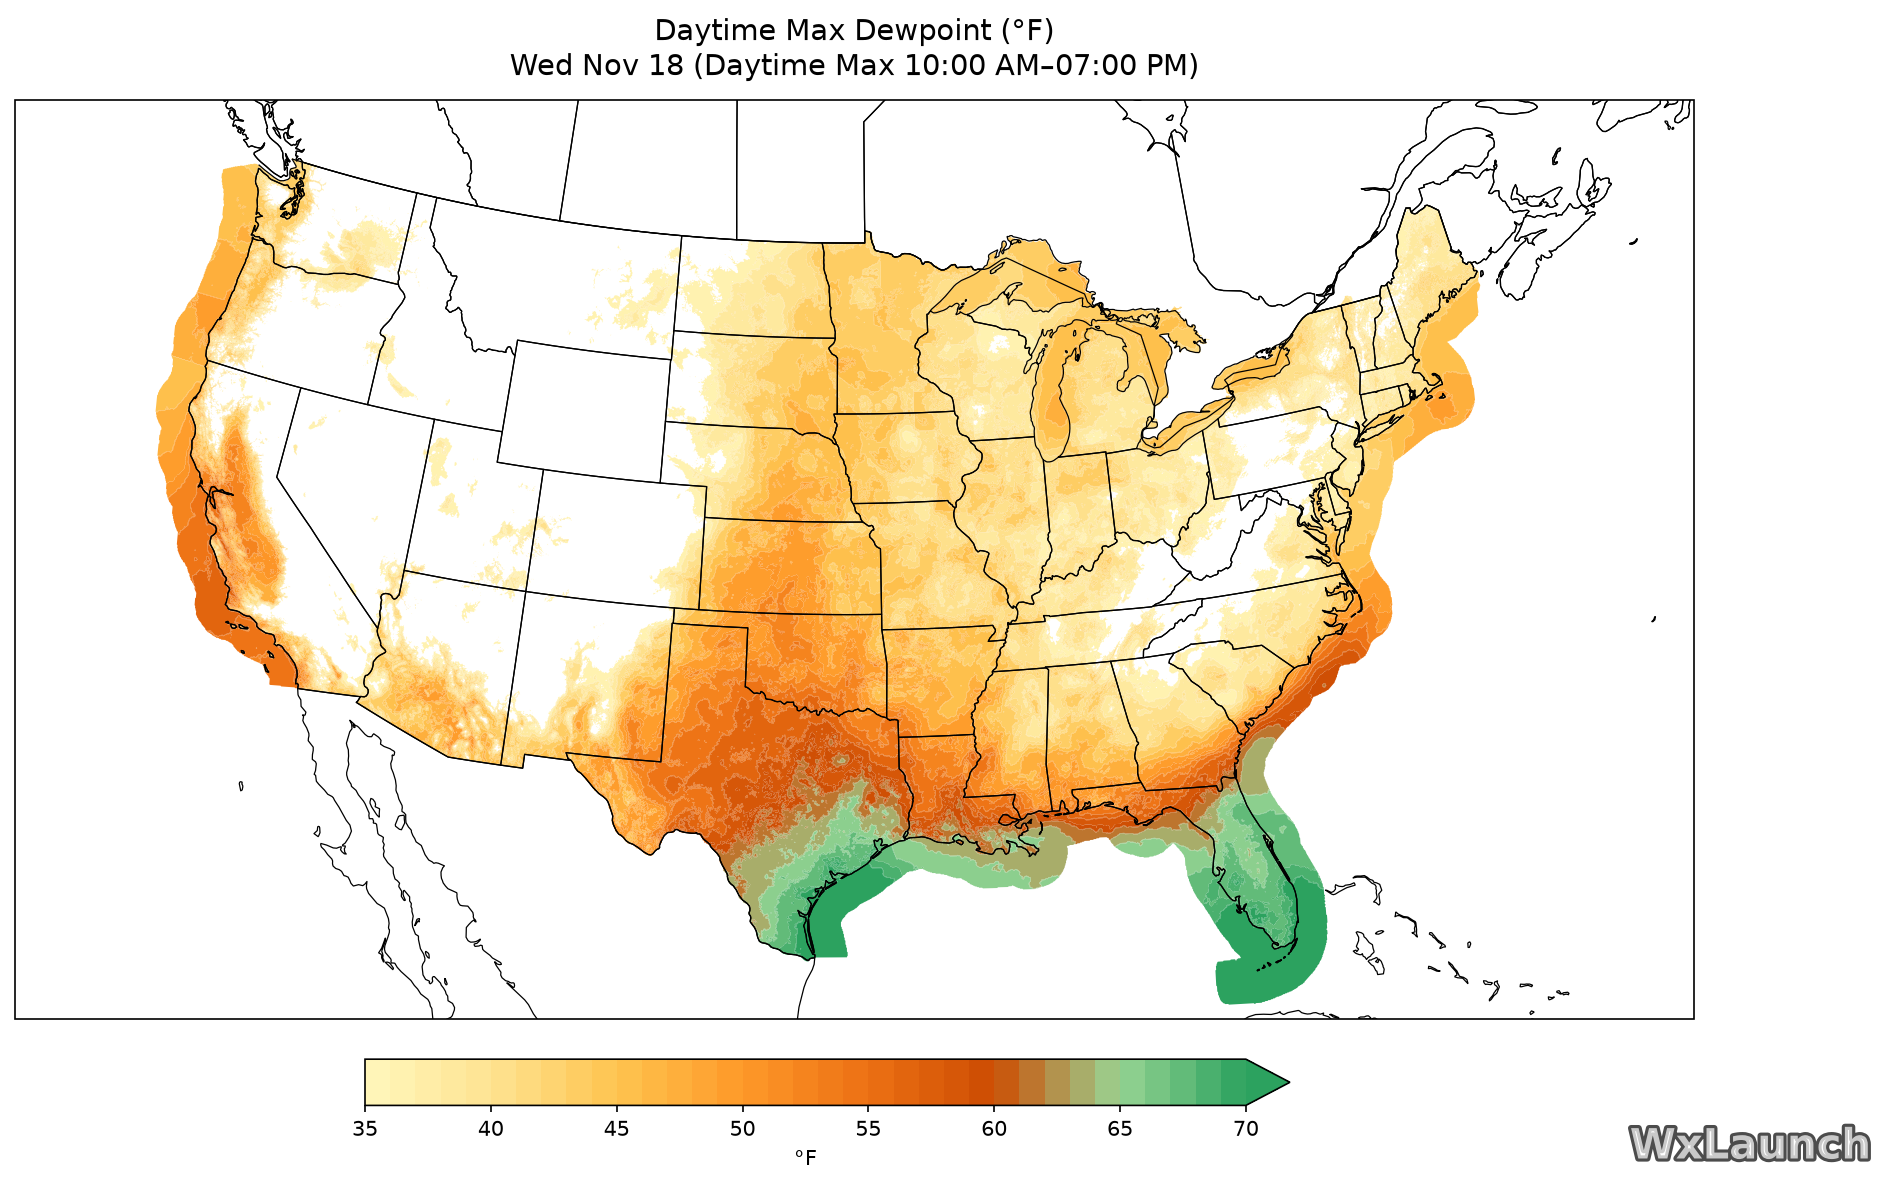 Daytime Max Dewpoint (°F)
Wed Nov 18 (Daytime Max 10:00 AM–07:00 PM)
35 40 45 50 55 60 65 70
°F
WxLaunch